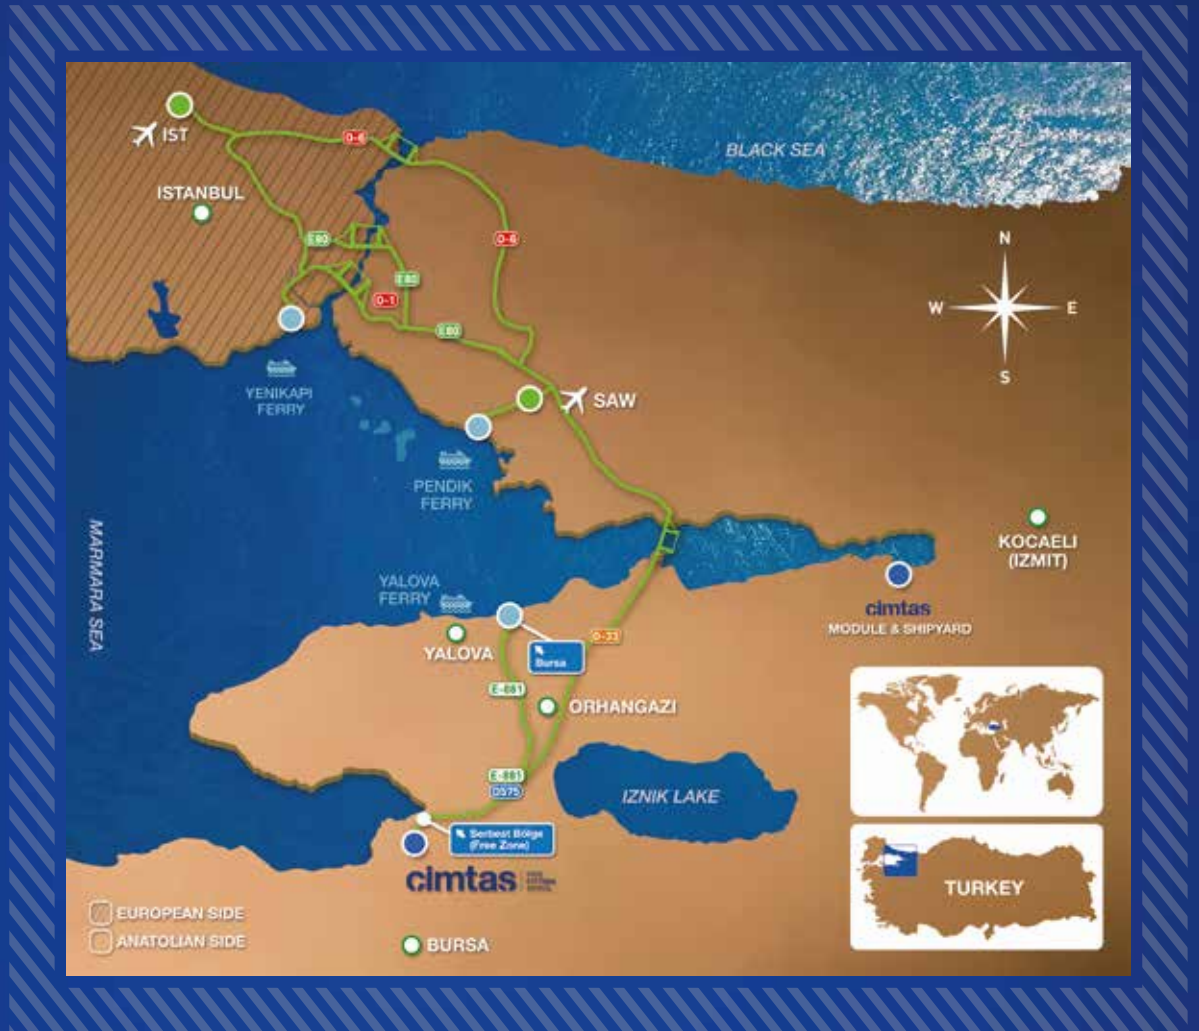 IST
O-6
BLACK SEA
ISTANBUL
E80
O-6
N
W
E
S
E80
O-1
E80
YENIKAPI
FERRY
SAW
PENDIK
FERRY
MARMARA SEA
KOCAELI
(IZMIT)
YALOVA
FERRY
cimtas
MODULE & SHIPYARD
O-33
YALOVA
Bursa
E-881
ORHANGAZI
E-881
D575
IZNIK LAKE
Serbest Bölge
(Free Zone)
cimtas
TURKEY
EUROPEAN SIDE
ANATOLIAN SIDE
BURSA